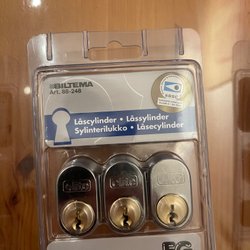 BILTEMA
Art. 88-248
Låscylinder · Låssylinder
Sylinterilukko · Låsecylinder